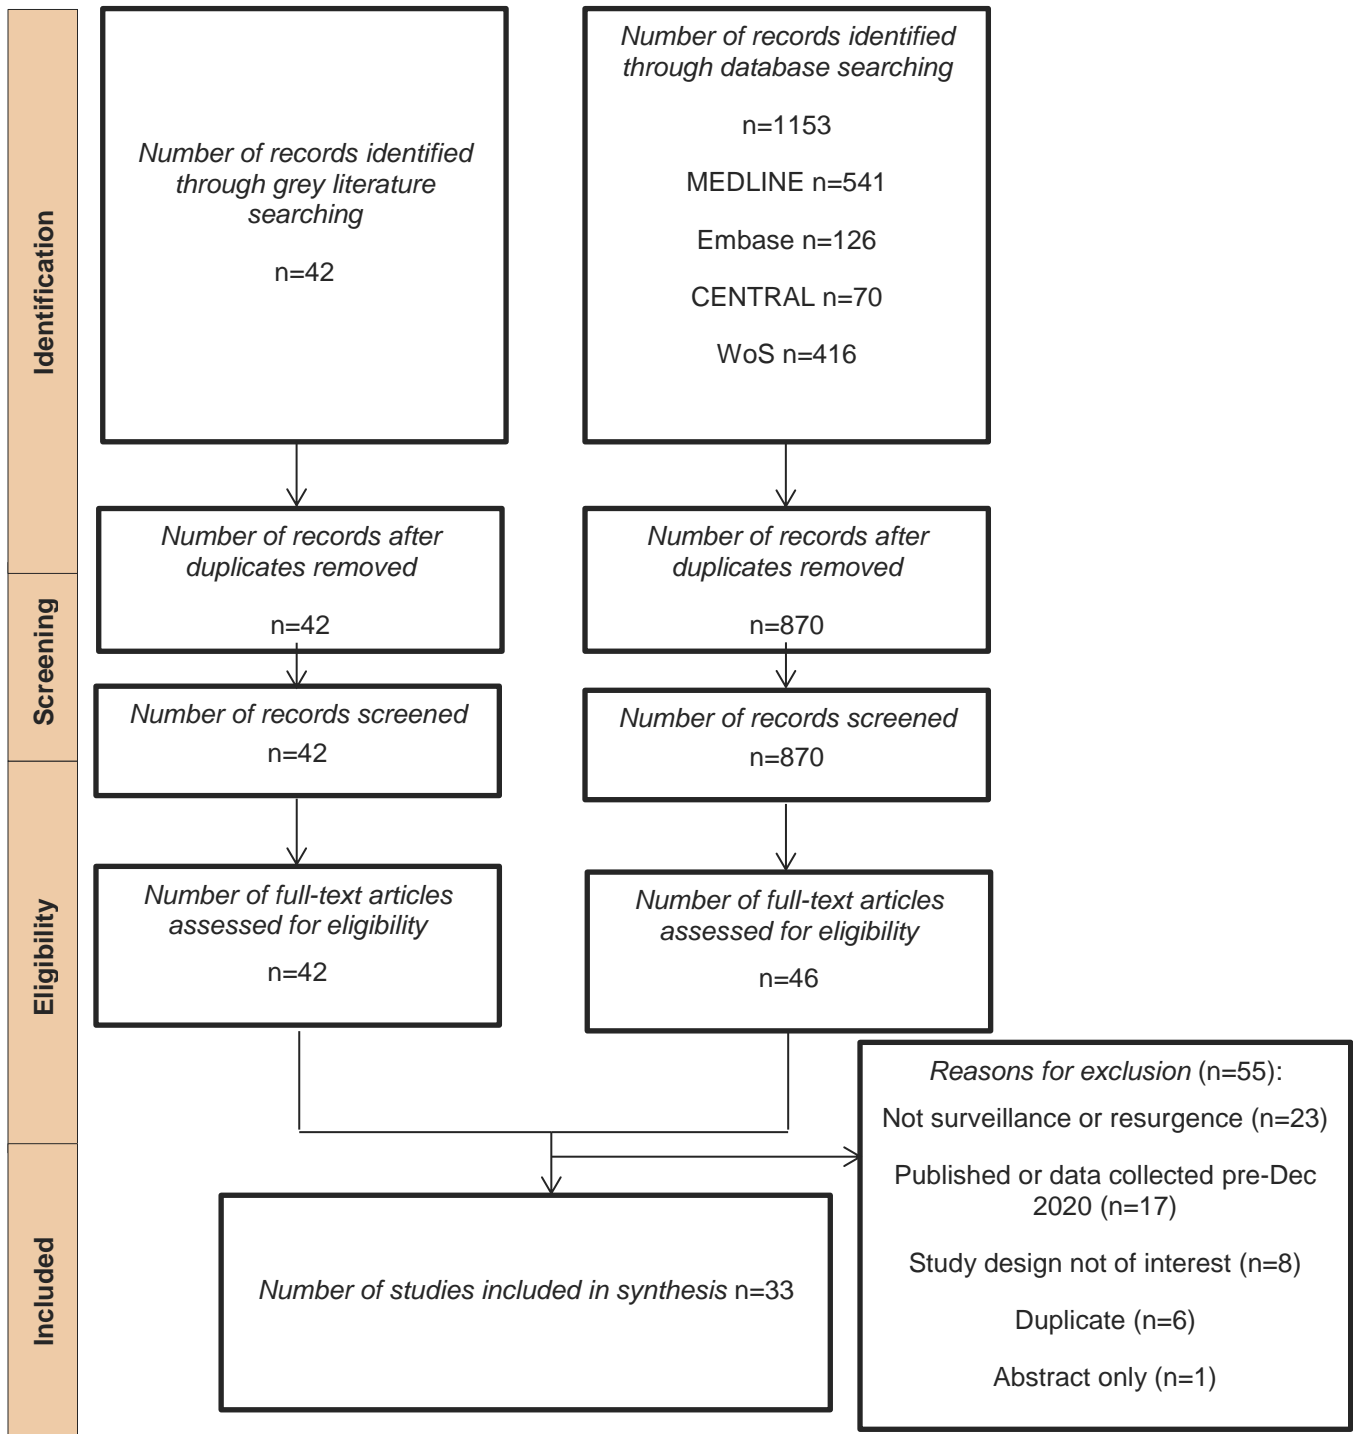 Identification
Number of records identified
through grey literature
searching
n=42
Number of records identified
through database searching
n=1153
MEDLINE n=541
Embase n=126
CENTRAL n=70
WoS n=416
Number of records after
duplicates removed
n=42
Number of records after
duplicates removed
n=870
Screening
Number of records screened
n=42
Number of records screened
n=870
Eligibility
Number of full-text articles
assessed for eligibility
n=42
Number of full-text articles
assessed for eligibility
n=46
Reasons for exclusion (n=55):
Not surveillance or resurgence (n=23)
Published or data collected pre-Dec
2020 (n=17)
Study design not of interest (n=8)
Duplicate (n=6)
Abstract only (n=1)
Included
Number of studies included in synthesis n=33